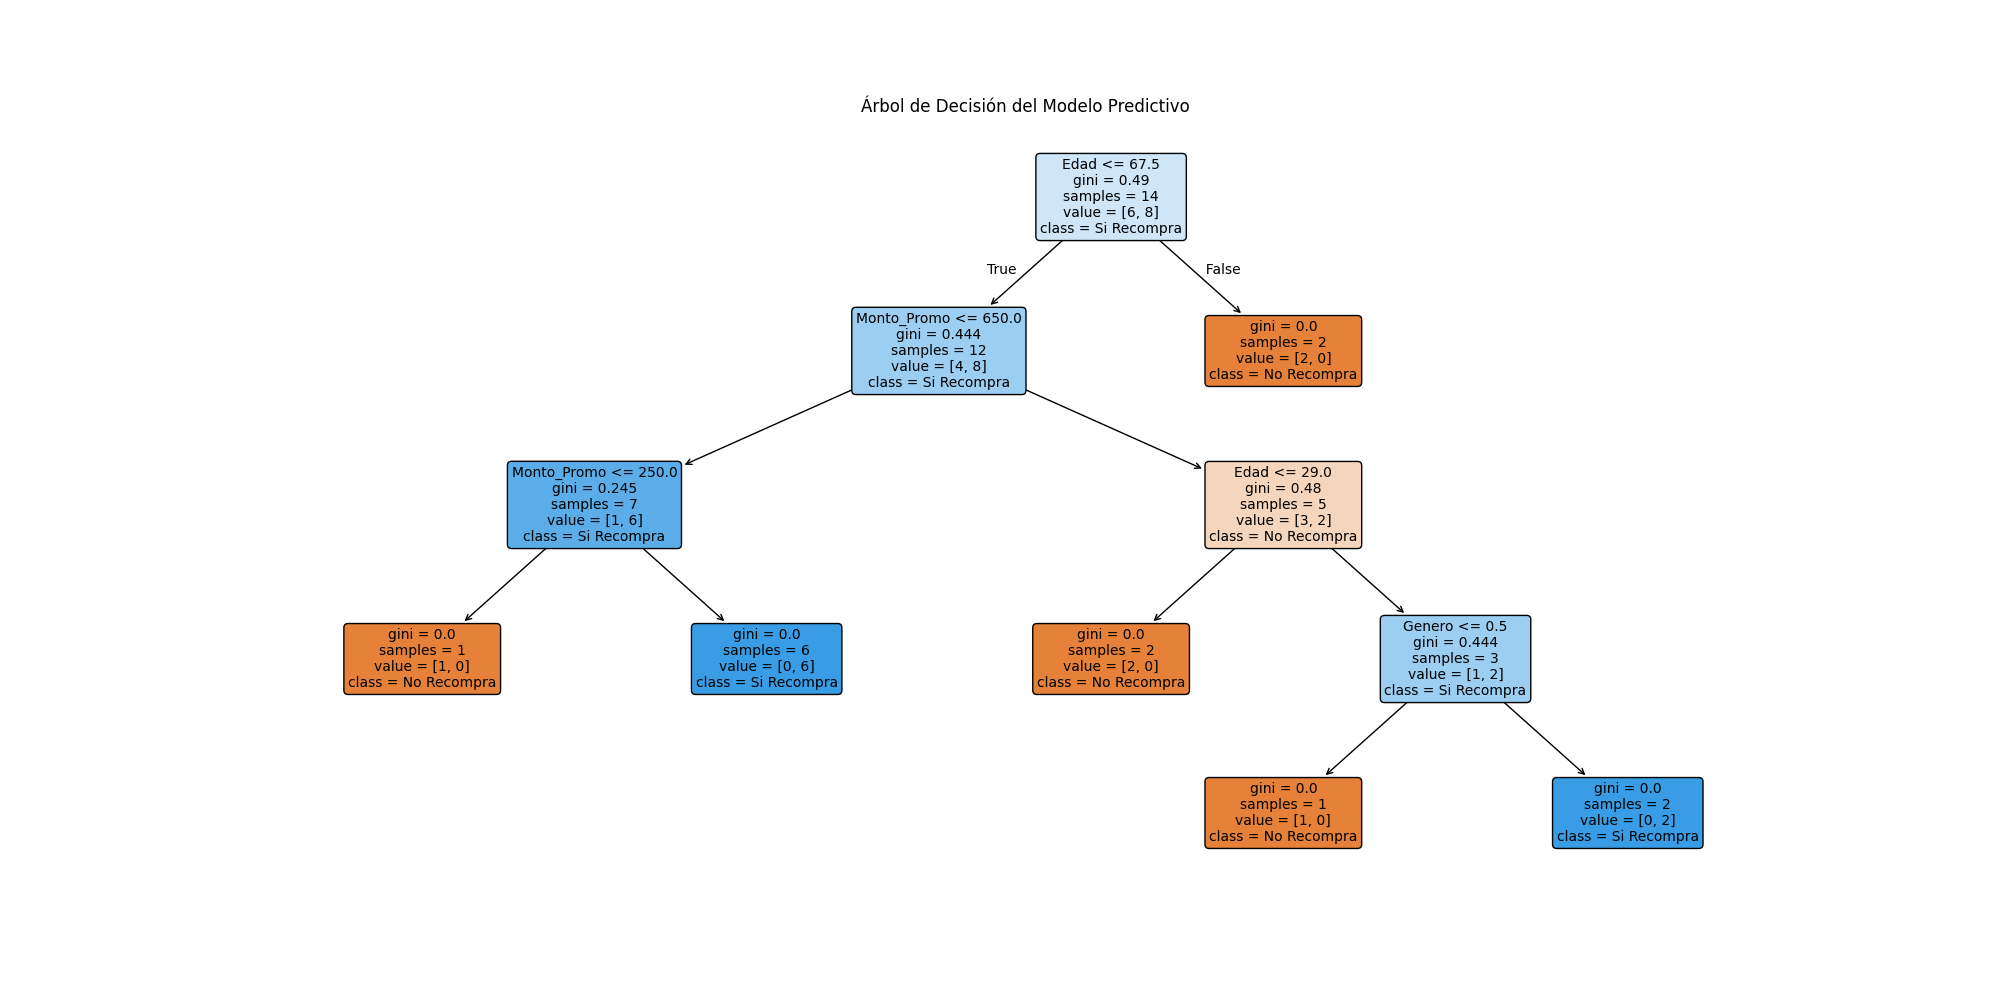 Árbol de Decisión del Modelo Predictivo
Edad <= 67.5
gini = 0.49
samples = 14
value = [6, 8]
class = Si Recompra
True
False
Monto_Promo <= 650.0
gini = 0.444
samples = 12
value = [4, 8]
class = Si Recompra
gini = 0.0
samples = 2
value = [2, 0]
class = No Recompra
Monto_Promo <= 250.0
gini = 0.245
samples = 7
value = [1, 6]
class = Si Recompra
Edad <= 29.0
gini = 0.48
samples = 5
value = [3, 2]
class = No Recompra
gini = 0.0
samples = 1
value = [1, 0]
class = No Recompra
gini = 0.0
samples = 6
value = [0, 6]
class = Si Recompra
gini = 0.0
samples = 2
value = [2, 0]
class = No Recompra
Genero <= 0.5
gini = 0.444
samples = 3
value = [1, 2]
class = Si Recompra
gini = 0.0
samples = 1
value = [1, 0]
class = No Recompra
gini = 0.0
samples = 2
value = [0, 2]
class = Si Recompra